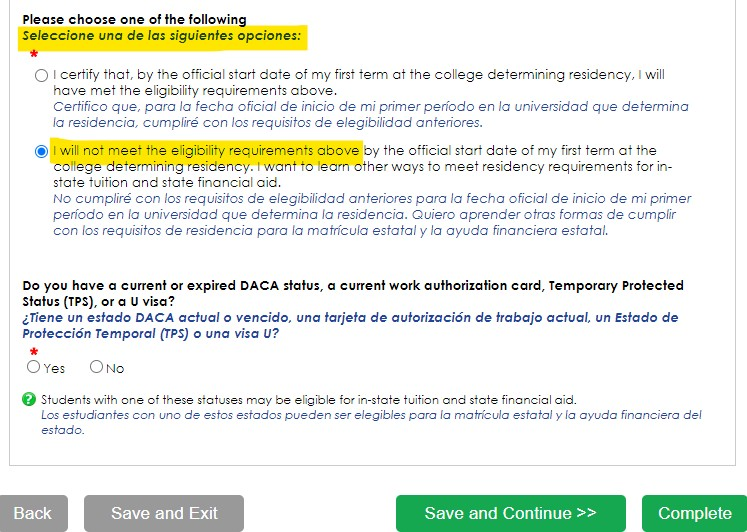 Please choose one of the following
Seleccione una de las siguientes opciones:
*
I certify that, by the official start date of my first term at the college determining residency, I will
have met the eligibility requirements above.
Certifico que, para la fecha oficial de inicio de mi primer período en la universidad que determina
la residencia, cumpliré con los requisitos de elegibilidad anteriores.
I will not meet the eligibility requirements above by the official start date of my first term at the
college determining residency. I want to learn other ways to meet residency requirements for in-
state tuition and state financial aid.
No cumpliré con los requisitos de elegibilidad anteriores para la fecha oficial de inicio de mi primer
período en la universidad que determina la residencia. Quiero aprender otras formas de cumplir
con los requisitos de residencia para la matrícula estatal y la ayuda financiera estatal.
Do you have a current or expired DACA status, a current work authorization card, Temporary Protected
Status (TPS), or a U visa?
¿Tiene un estado DACA actual o vencido, una tarjeta de autorización de trabajo actual, un Estado de
Protección Temporal (TPS) o una visa U?
*
Yes No
? Students with one of these statuses may be eligible for in-state tuition and state financial aid.
Los estudiantes con uno de estos estados pueden ser elegibles para la matrícula estatal y la ayuda financiera del
estado.
Back Save and Exit Save and Continue >> Complete